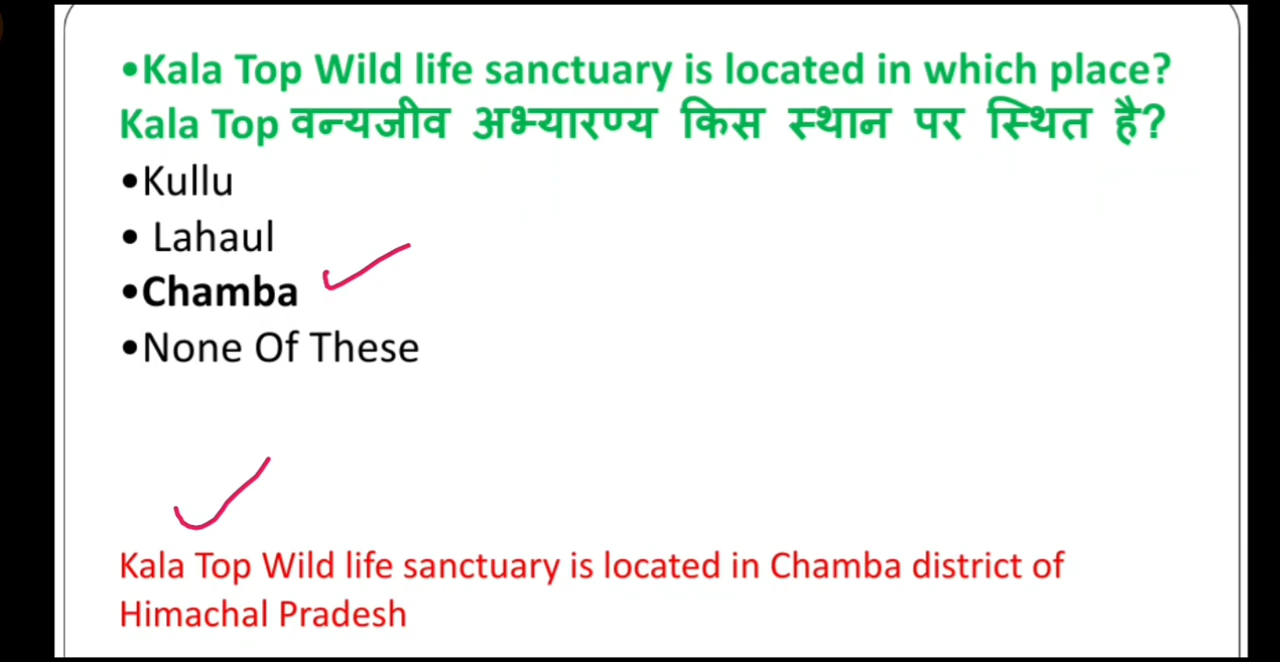 •Kala Top Wild life sanctuary is located in which place?
Kala Top वन्यजीव अभ्यारण्य किस स्थान पर स्थित है?
•Kullu
• Lahaul
•Chamba
•None Of These
Kala Top Wild life sanctuary is located in Chamba district of
Himachal Pradesh